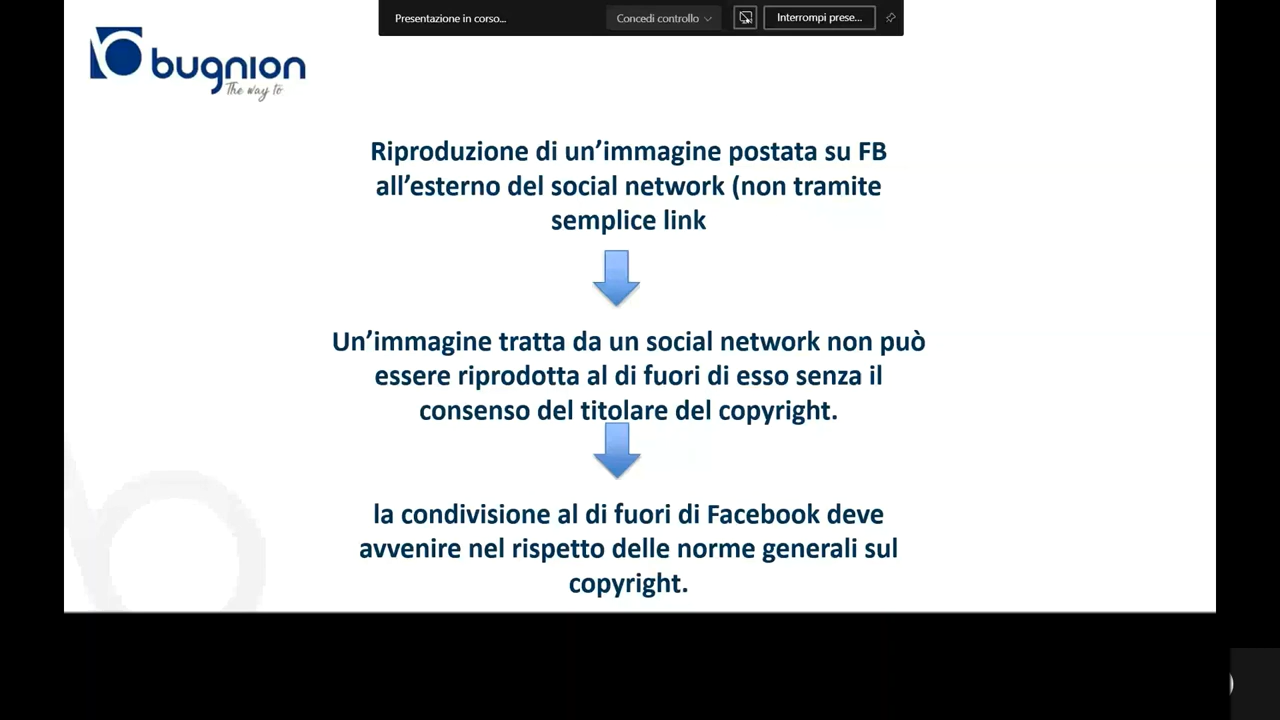 Presentazione in corso...
Concedi controllo
Interrompi prese...
bugnion
The way to
Riproduzione di un’immagine postata su FB
all’esterno del social network (non tramite
semplice link
Un’immagine tratta da un social network non può
essere riprodotta al di fuori di esso senza il
consenso del titolare del copyright.
la condivisione al di fuori di Facebook deve
avvenire nel rispetto delle norme generali sul
copyright.